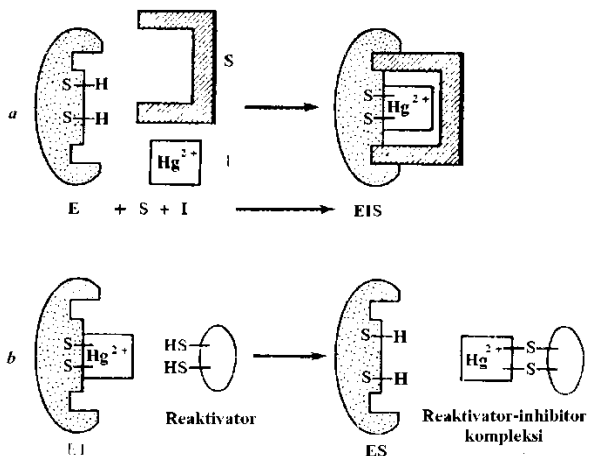 a
S–H
S–H
S
Hg2+
S
S
Hg2+
E + S + I
EIS
b
S
S
Hg2+
HS
HS
Reaktivator
S–H
S–H
ES
Hg2+
S
S
Reaktivator-inhibitor
kompleksi